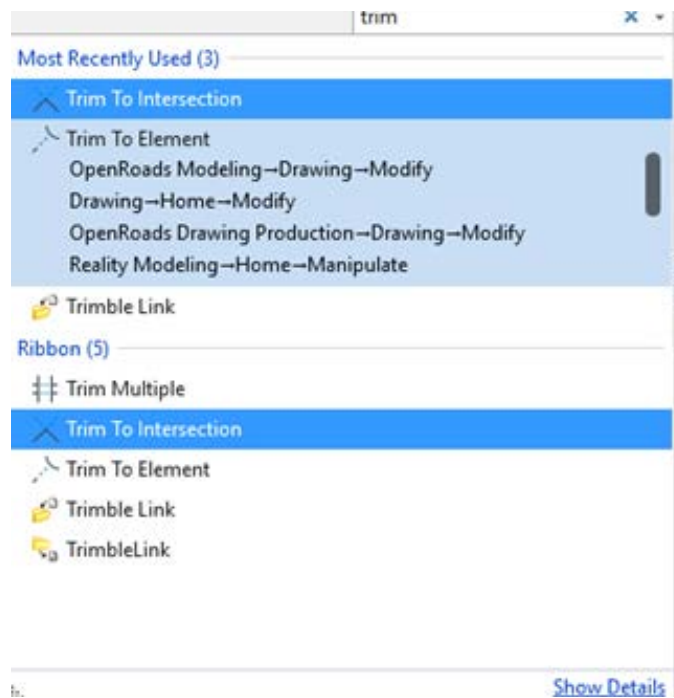 trim
Most Recently Used (3)
Trim To Intersection
Trim To Element
OpenRoads Modeling→Drawing→Modify
Drawing→Home→Modify
OpenRoads Drawing Production→Drawing→Modify
Reality Modeling→Home→Manipulate
Trimble Link
Ribbon (5)
Trim Multiple
Trim To Intersection
Trim To Element
Trimble Link
TrimbleLink
Show Details